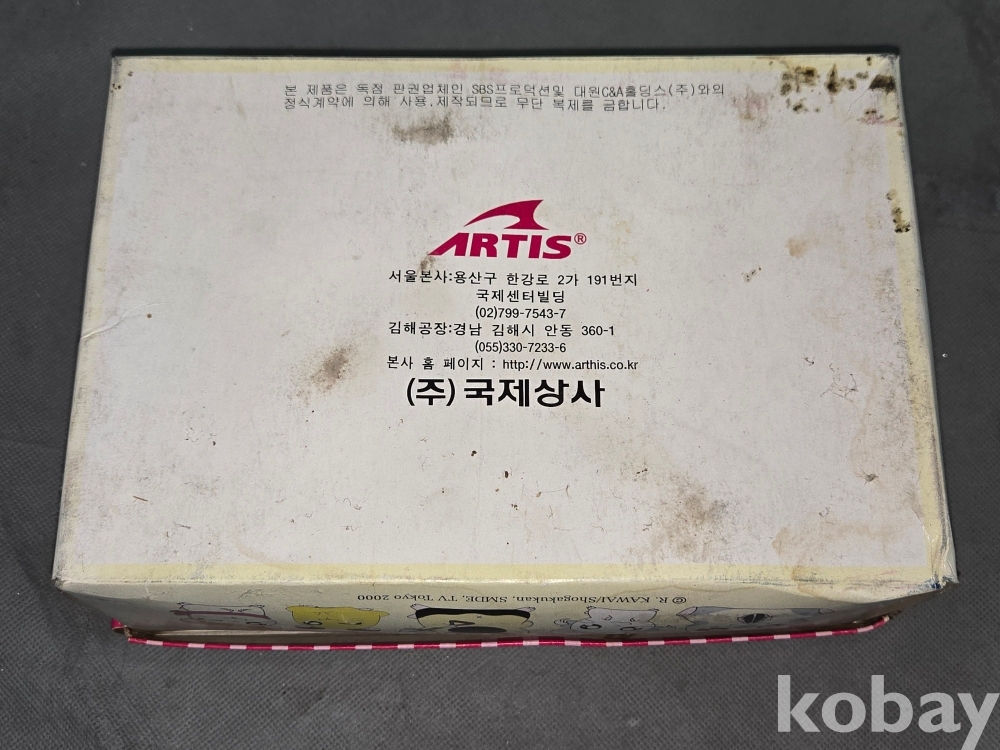 본 제품은 독점 판권업체인 SBS프로덕션및 대원C&A홀딩스(주)와의
정식계약에 의해 사용,제작되므로 무단 복제를 금합니다.
ARTIS®
서울본사:용산구 한강로 2가 191번지
국제센터빌딩
(02)799-7543-7
김해공장:경남 김해시 안동 360-1
(055)330-7233-6
본사 홈 페이지 : http://www.arthis.co.kr
(주)국제상사
© R. KAWAI/Shogakukan, SMDE, TV Tokyo 2000
kobay